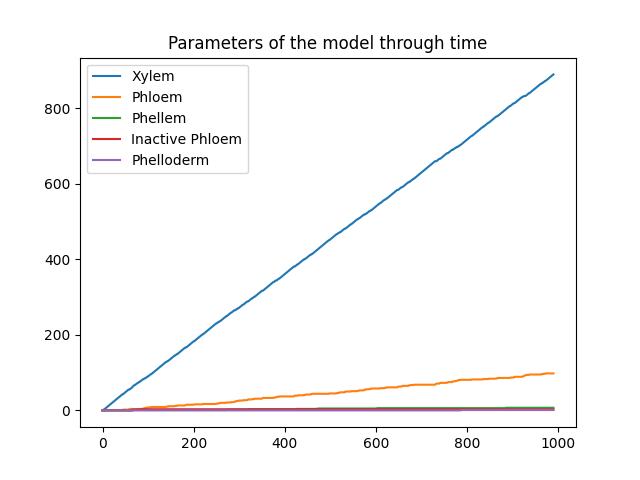 Parameters of the model through time
Xylem
Phloem
Phellem
Inactive Phloem
Phelloderm
800
600
400
200
0
0 200 400 600 800 1000